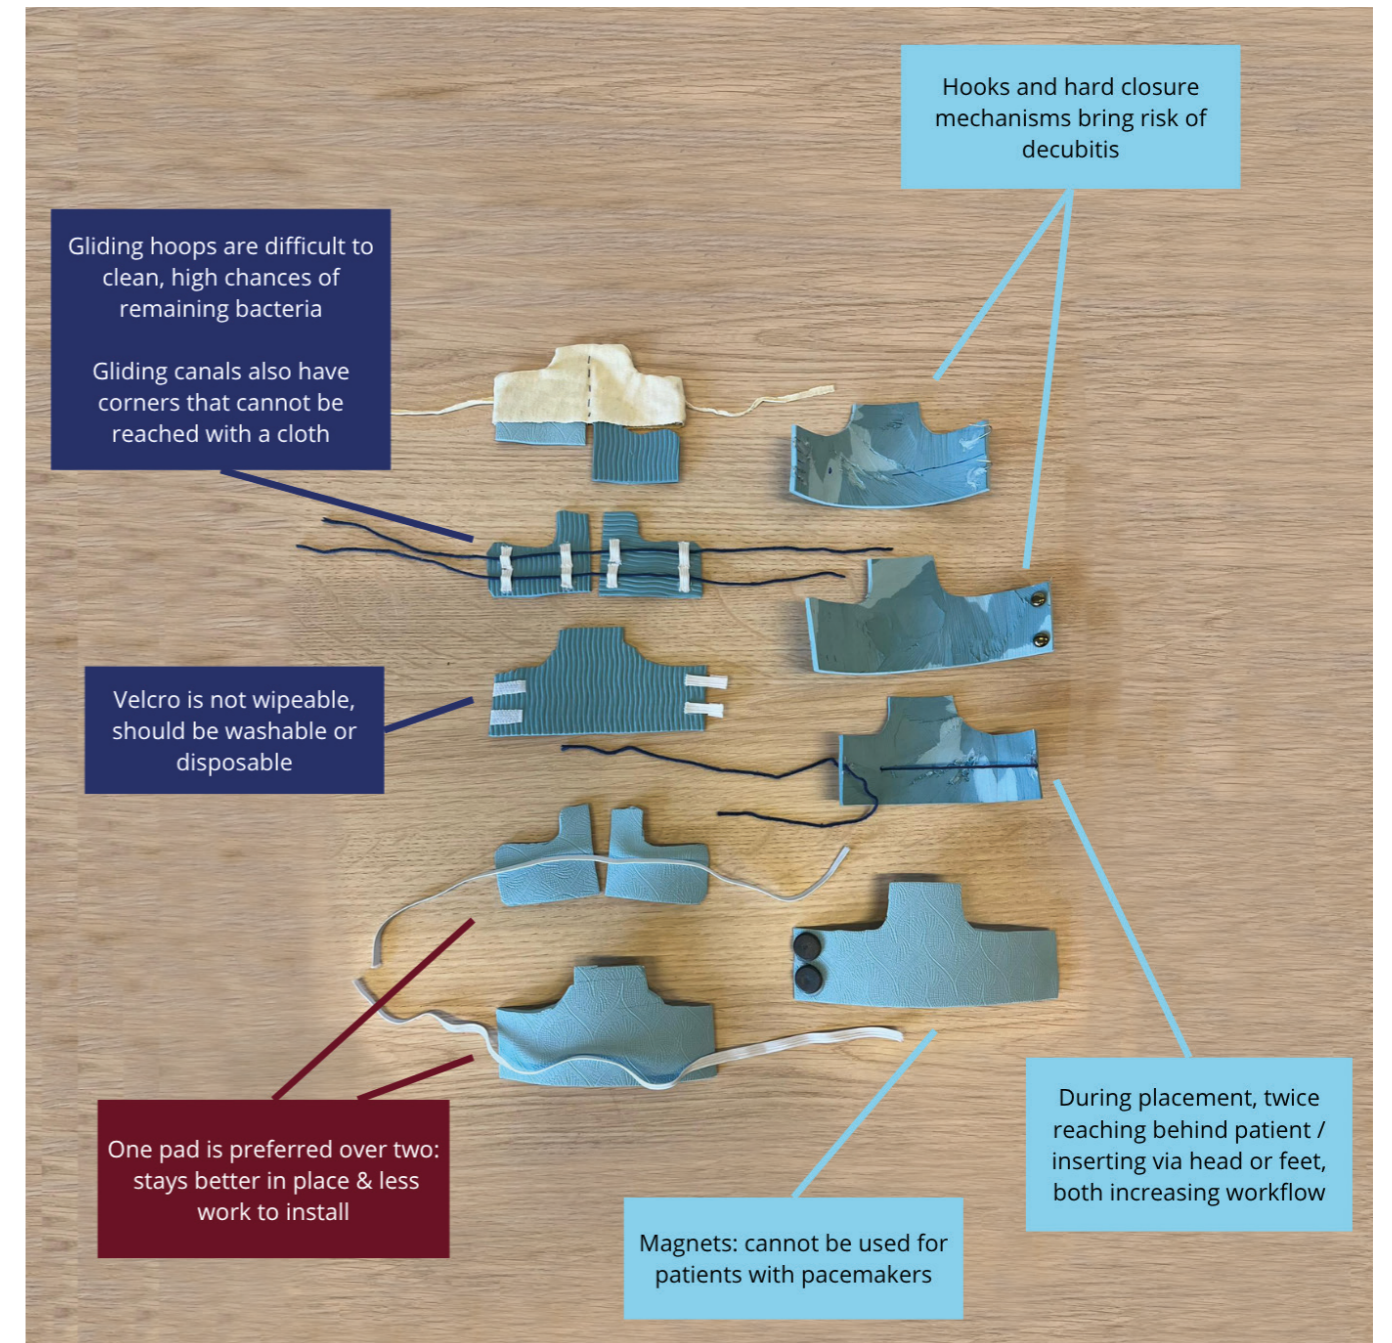 Hooks and hard closure
mechanisms bring risk of
decubitis
Gliding hoops are difficult to
clean, high chances of
remaining bacteria
Gliding canals also have
corners that cannot be
reached with a cloth
Velcro is not wipeable,
should be washable or
disposable
One pad is preferred over two:
stays better in place & less
work to install
During placement, twice
reaching behind patient /
inserting via head or feet,
both increasing workflow
Magnets: cannot be used for
patients with pacemakers